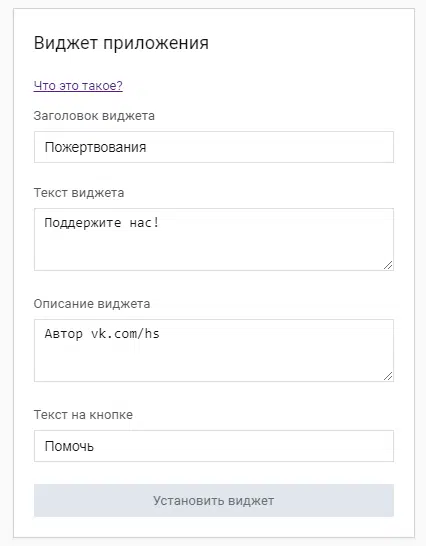 Виджет приложения
Что это такое?
Заголовок виджета
Пожертвования
Текст виджета
Поддержите нас!
Описание виджета
Автор vk.com/hs
Текст на кнопке
Помочь
Установить виджет